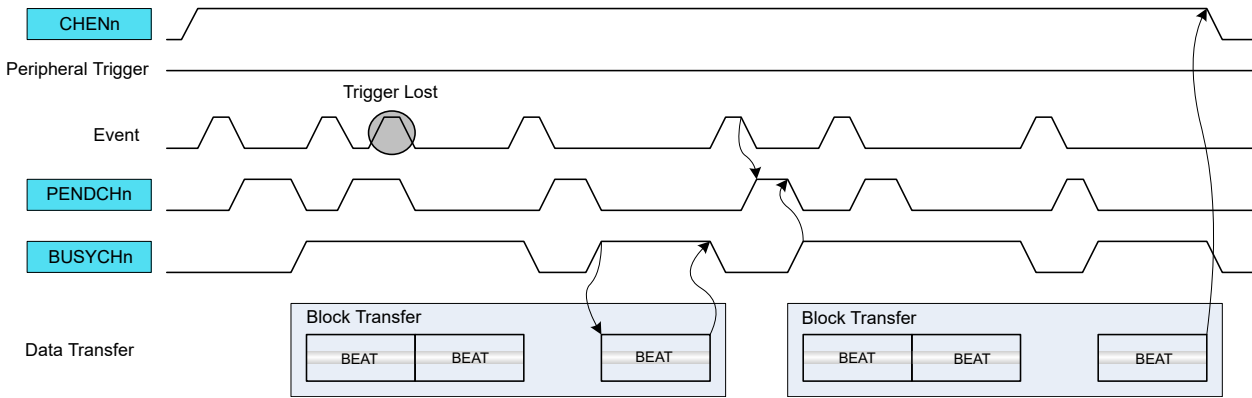 CHENn
Peripheral Trigger
Trigger Lost
Event
PENDCHn
BUSYCHn
Block Transfer
Block Transfer
Data Transfer
BEAT
BEAT
BEAT
BEAT
BEAT
BEAT